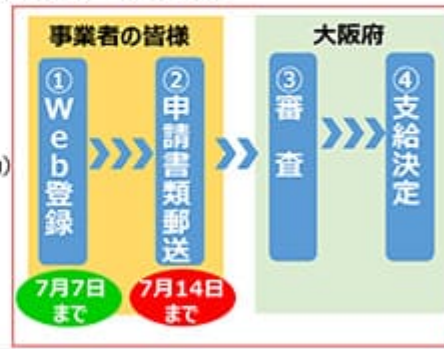 事業者の皆様
大阪府
①Web登録
②申請書類郵送
③審査
④支給決定
7月7日
まで
7月14日
まで